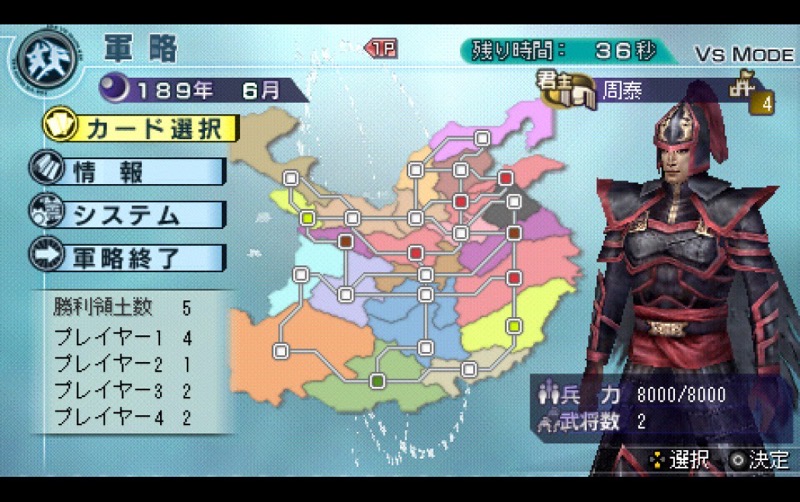 軍略
1P
残り時間： 36秒
VS MODE
189年 6月
君主 周泰
4
カード選択
情報
システム
軍略終了
勝利領土数 5
プレイヤー1 4
プレイヤー2 1
プレイヤー3 2
プレイヤー4 2
兵力 8000/8000
武将数 2
選択 決定